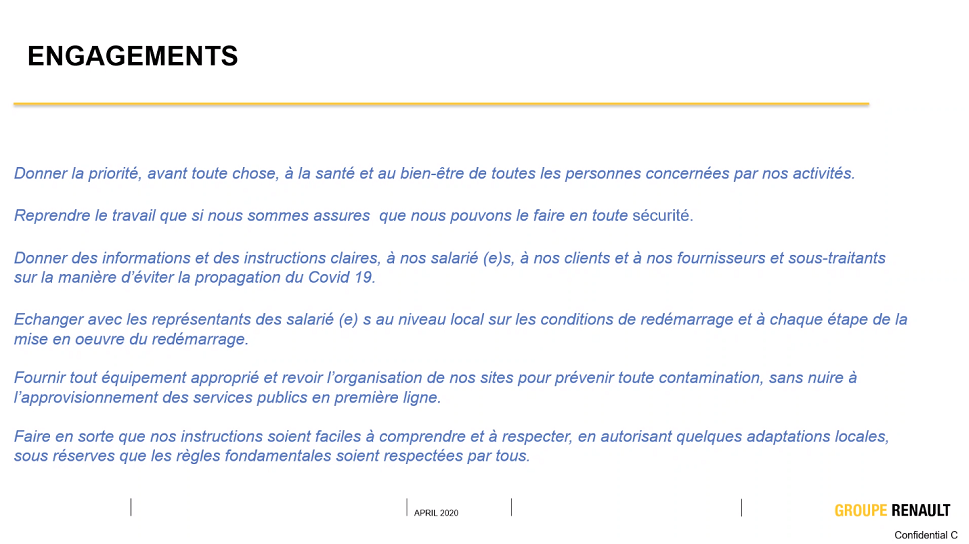 ENGAGEMENTS
Donner la priorité, avant toute chose, à la santé et au bien-être de toutes les personnes concernées par nos activités.
Reprendre le travail que si nous sommes assures  que nous pouvons le faire en toute sécurité.
Donner des informations et des instructions claires, à nos salarié (e)s, à nos clients et à nos fournisseurs et sous-traitants
sur la manière d’éviter la propagation du Covid 19.
Echanger avec les représentants des salarié (e) s au niveau local sur les conditions de redémarrage et à chaque étape de la
mise en oeuvre du redémarrage.
Fournir tout équipement approprié et revoir l’organisation de nos sites pour prévenir toute contamination, sans nuire à
l’approvisionnement des services publics en première ligne.
Faire en sorte que nos instructions soient faciles à comprendre et à respecter, en autorisant quelques adaptations locales,
sous réserves que les règles fondamentales soient respectées par tous.
APRIL 2020
GROUPE RENAULT
Confidential C